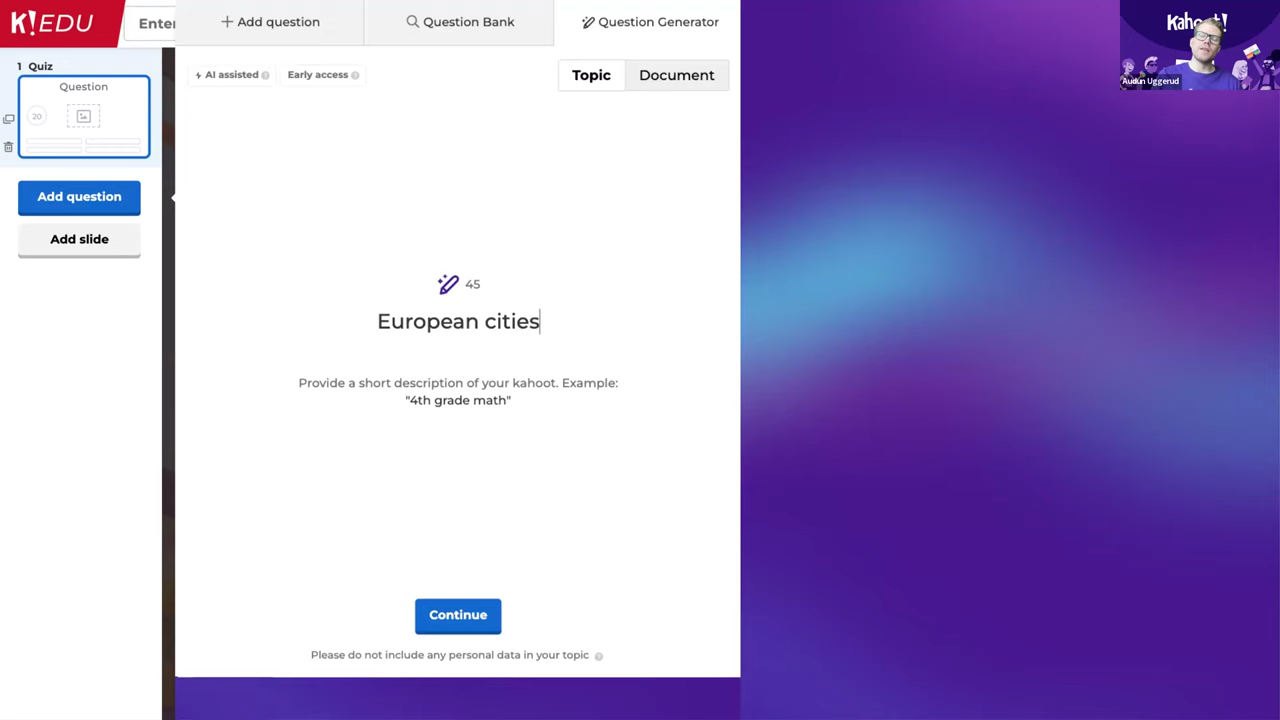 K!EDU
Enter
Add question
Question Bank
Question Generator
1 Quiz
Question
20
Add question
Add slide
AI assisted
Early access
Topic
Document
45
European cities
Provide a short description of your kahoot. Example:
"4th grade math"
Continue
Please do not include any personal data in your topic
Kahoot!
Audun Uggerud